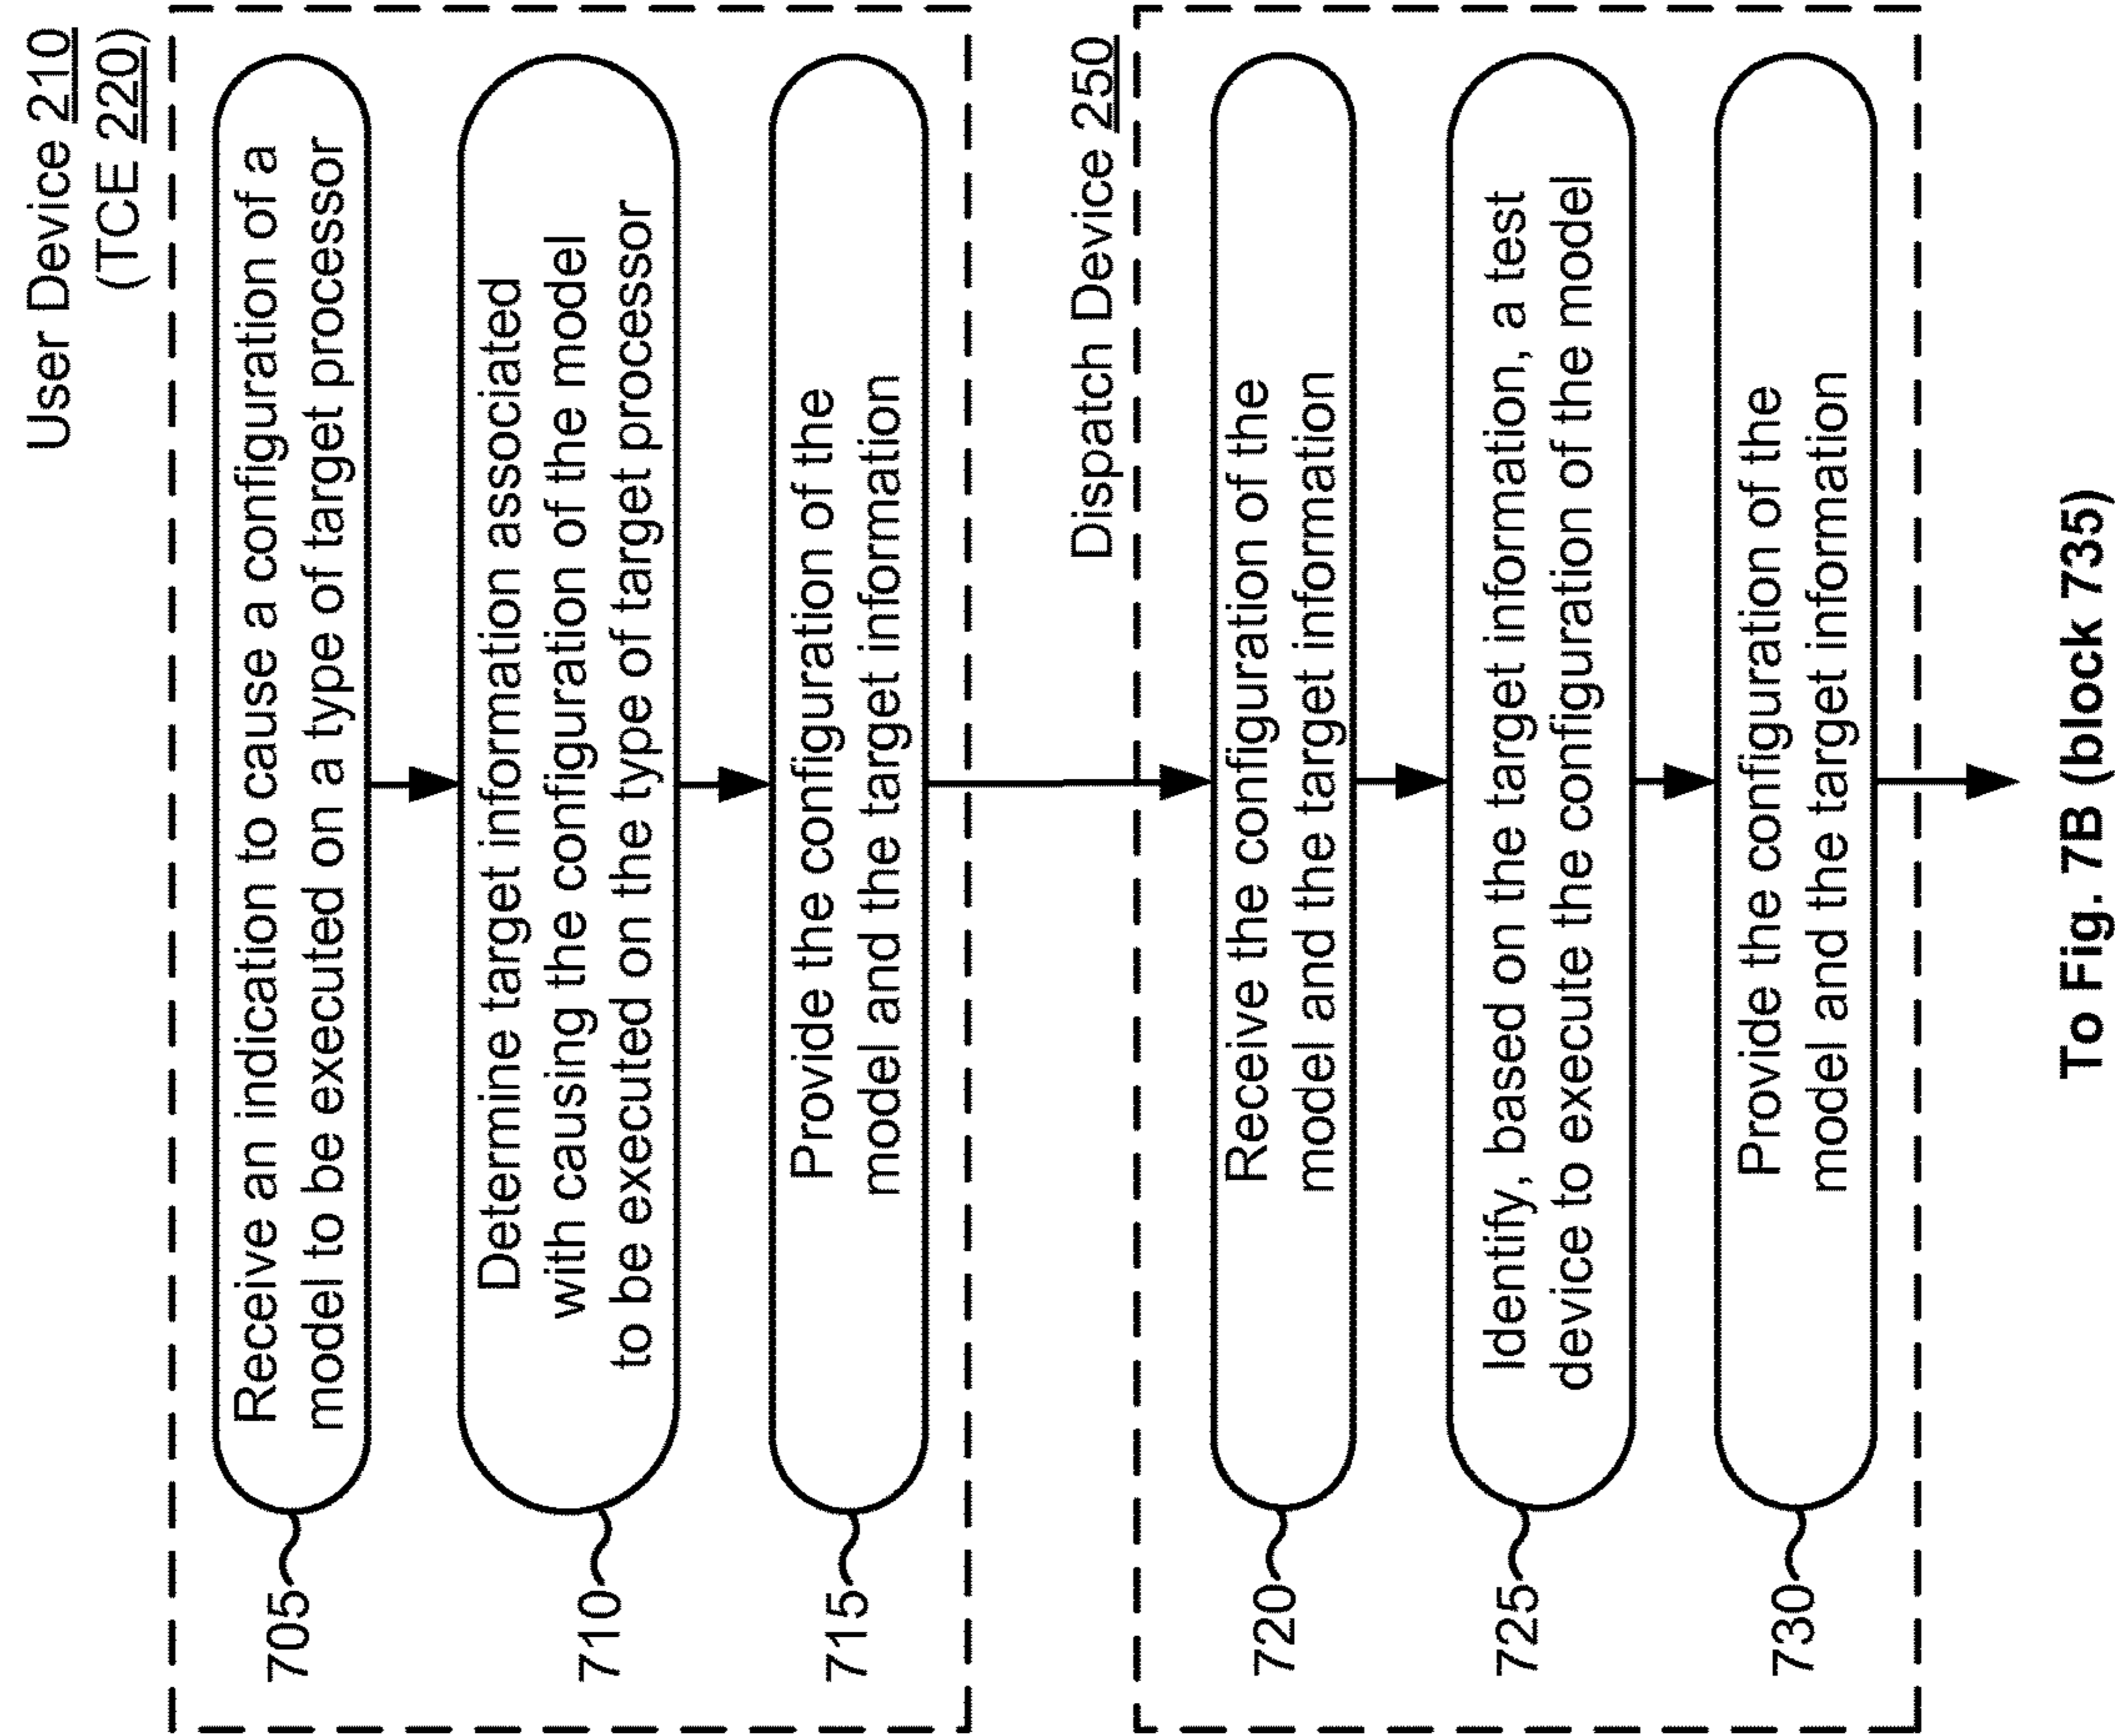 User Device 210
(TCE 220)
705
Receive an indication to cause a configuration of a
model to be executed on a type of target processor
710
Determine target information associated
with causing the configuration of the model
to be executed on the type of target processor
715
Provide the configuration of the
model and the target information
Dispatch Device 250
720
Receive the configuration of the
model and the target information
725
Identify, based on the target information, a test
device to execute the configuration of the model
730
Provide the configuration of the
model and the target information
To Fig. 7B (block 735)